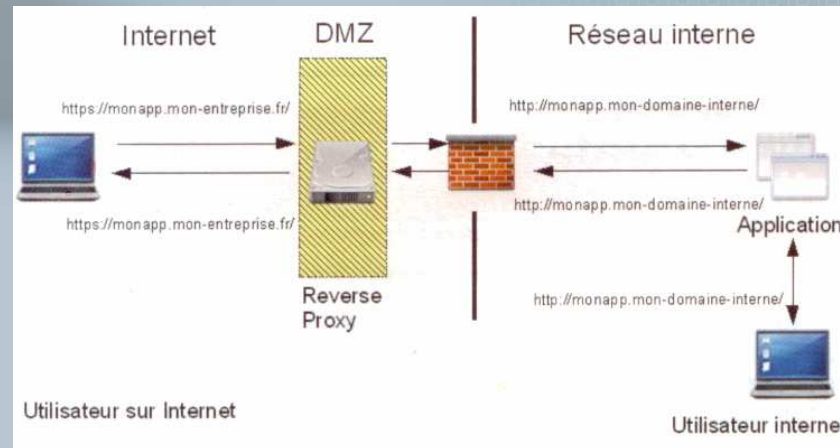 Internet
DMZ
Réseau interne
https://monapp.mon-entreprise.fr/
http://monapp.mon-domaine-interne/
https://monapp.mon-entreprise.fr/
http://monapp.mon-domaine-interne/
Application
Reverse
Proxy
http://monapp.mon-domaine-interne/
Utilisateur sur Internet
Utilisateur interne